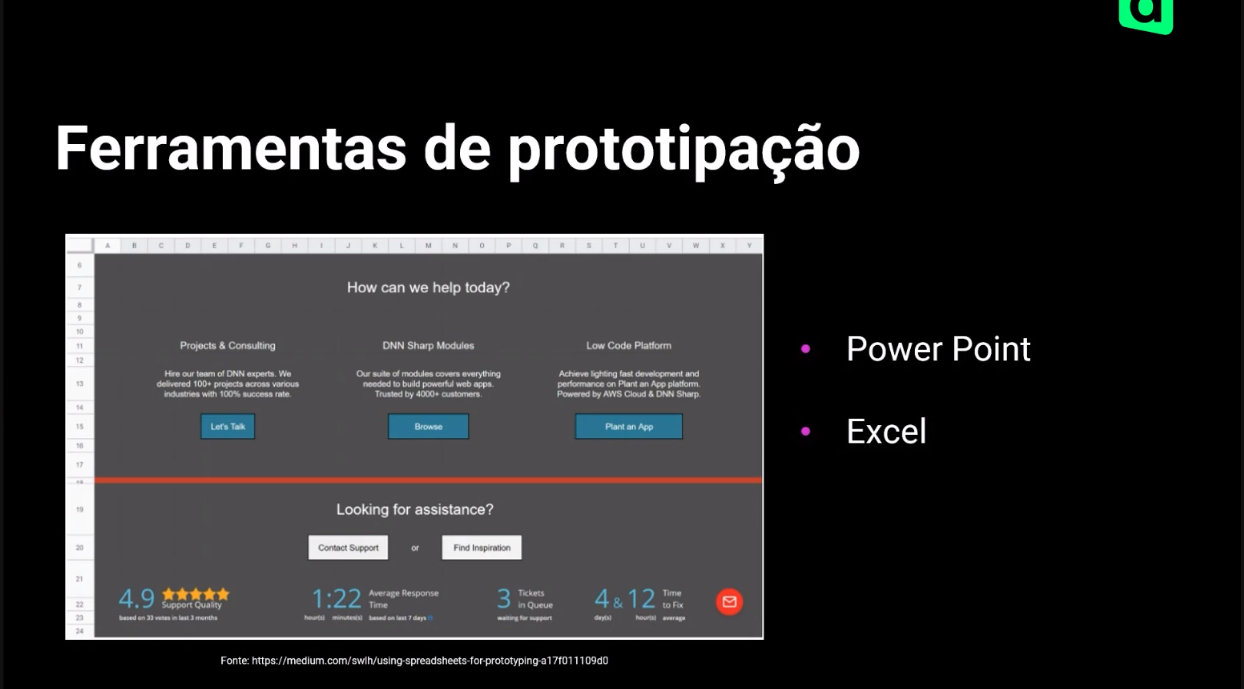 a
Ferramentas de prototipação
A B C D E F G H I J K L M N O P Q R S T U V W X Y
6
7
8
9
10
11
12
13
14
15
16
17
18
19
20
21
22
23
24
How can we help today?
Projects & Consulting
Hire our team of DNN experts. We
delivered 100+ projects across various
industries with 100% success rate.
Let's Talk
DNN Sharp Modules
Our suite of modules covers everything
needed to build powerful web apps.
Trusted by 4000+ customers.
Browse
Low Code Platform
Achieve lighting fast development and
performance on Plant an App platform.
Powered by AWS Cloud & DNN Sharp.
Plant an App
Looking for assistance?
Contact Support or Find Inspiration
4.9 Support Quality
based on 33 votes in last 3 months
1:22 Average Response
Time
hour(s) minutes(s) based on last 7 days
3 Tickets
in Queue
waiting for support
4 & 12 Time
to Fix
day(s) hour(s) average
• Power Point
• Excel
Fonte: https://medium.com/swlh/using-spreadsheets-for-prototyping-a17f011109d0